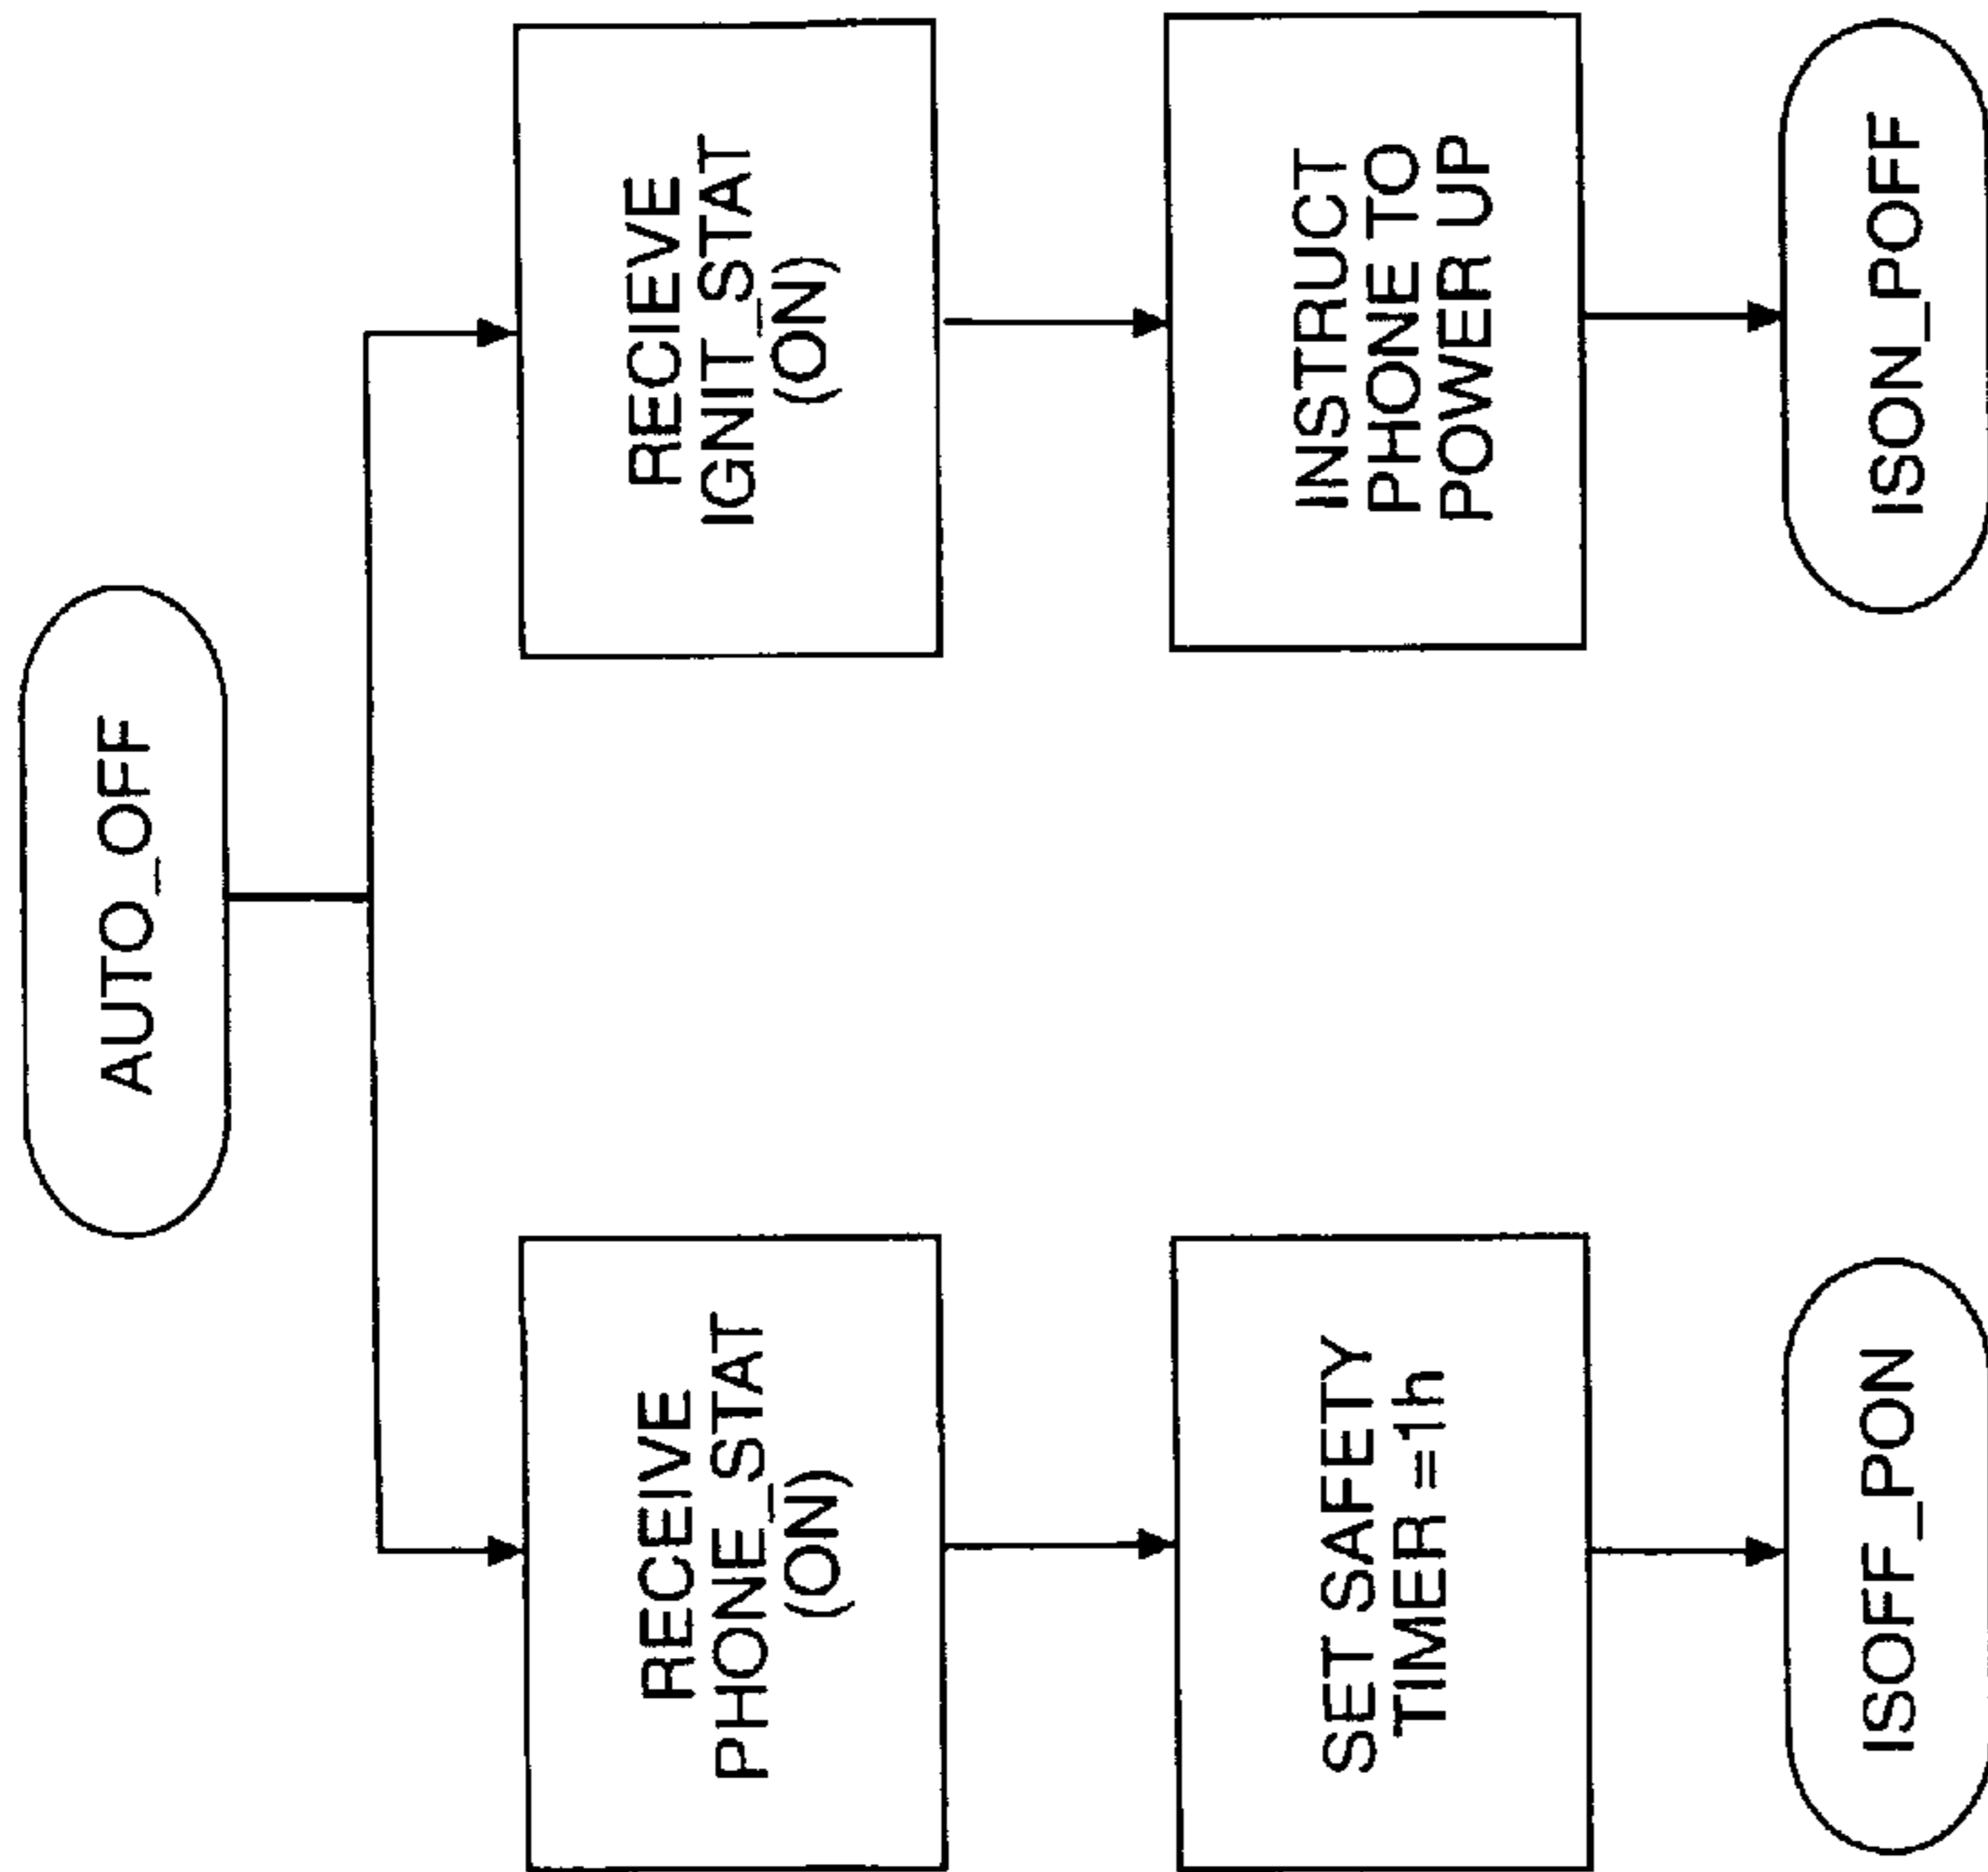 AUTO_OFF
RECEIVE
PHONE_STAT
(ON)
SET SAFETY
TIMER =1h
ISOFF_PON
RECIEVE
IGNIT_STAT
(ON)
INSTRUCT
PHONE TO
POWER UP
ISON_POFF